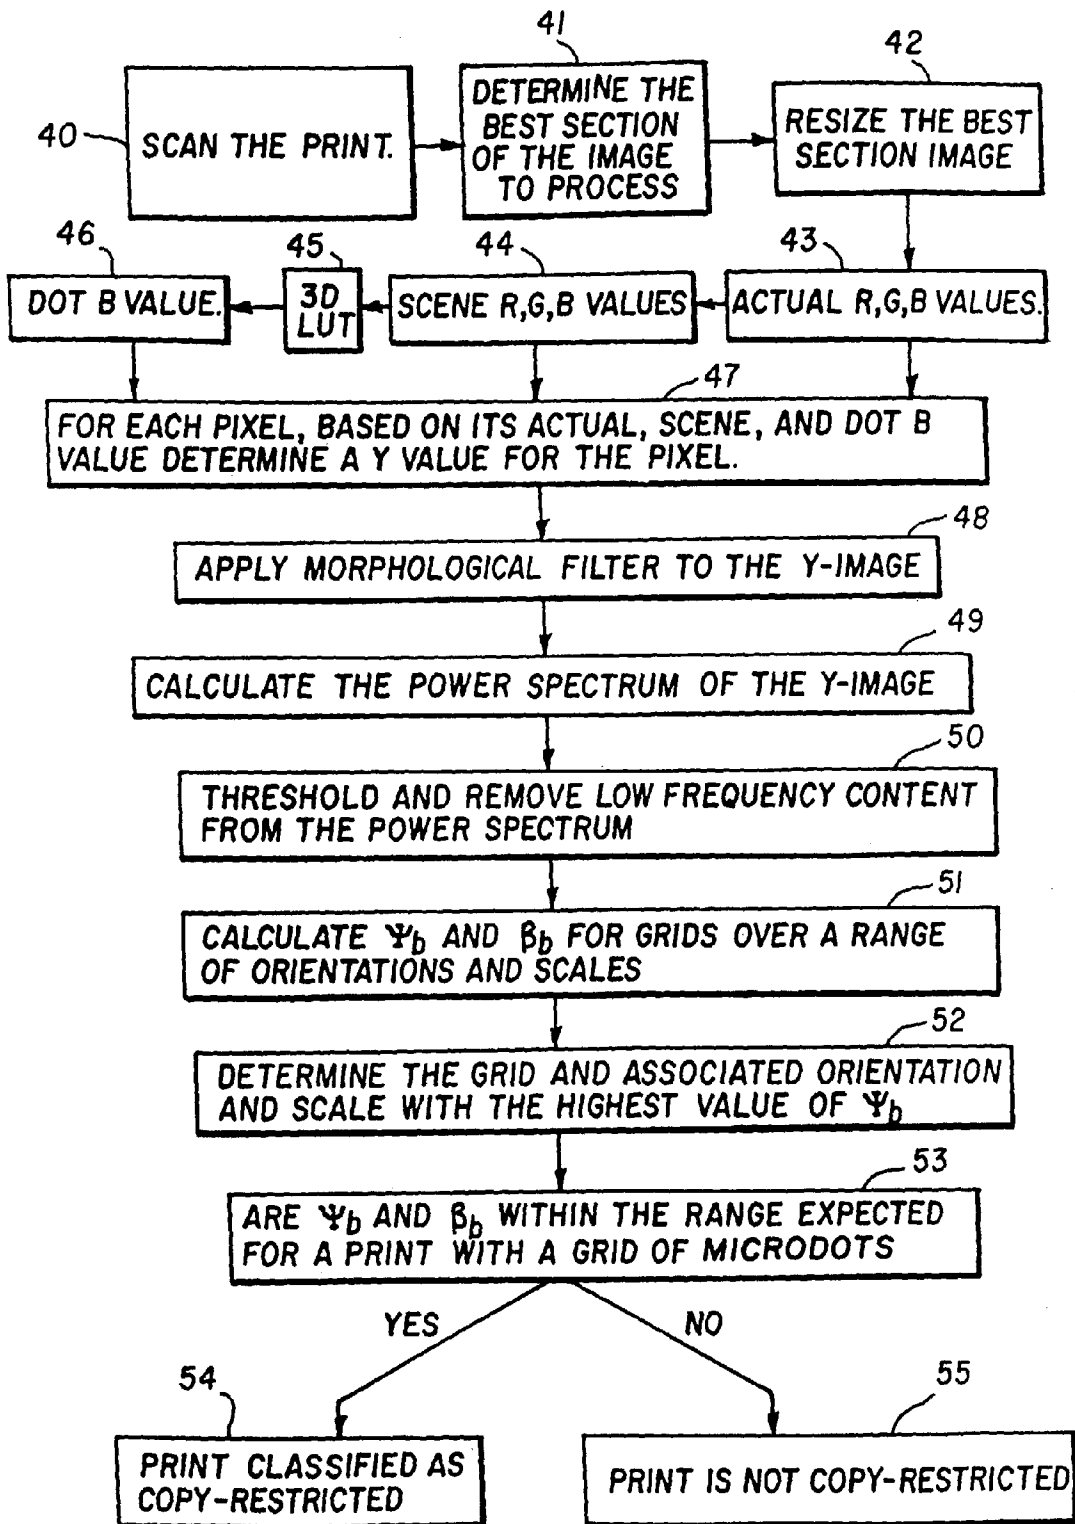 41
42
40
SCAN THE PRINT.
DETERMINE THE
BEST SECTION
OF THE IMAGE
TO PROCESS
RESIZE THE BEST
SECTION IMAGE
46
45
44
43
DOT B VALUE.
3D
LUT
SCENE R,G,B VALUES
ACTUAL R,G,B VALUES.
47
FOR EACH PIXEL, BASED ON ITS ACTUAL, SCENE, AND DOT B
VALUE DETERMINE A Y VALUE FOR THE PIXEL.
48
APPLY MORPHOLOGICAL FILTER TO THE Y-IMAGE
49
CALCULATE THE POWER SPECTRUM OF THE Y-IMAGE
50
THRESHOLD AND REMOVE LOW FREQUENCY CONTENT
FROM THE POWER SPECTRUM
51
CALCULATE Ψb AND βb FOR GRIDS OVER A RANGE
OF ORIENTATIONS AND SCALES
52
DETERMINE THE GRID AND ASSOCIATED ORIENTATION
AND SCALE WITH THE HIGHEST VALUE OF Ψb
53
ARE Ψb AND βb WITHIN THE RANGE EXPECTED
FOR A PRINT WITH A GRID OF MICRODOTS
YES
NO
54
55
PRINT CLASSIFIED AS
COPY-RESTRICTED
PRINT IS NOT COPY-RESTRICTED